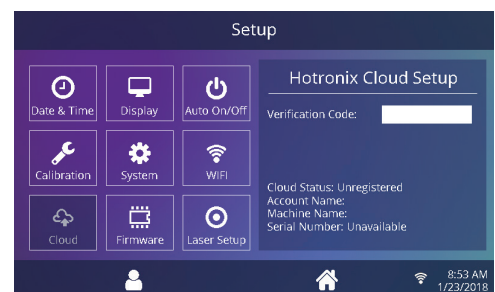 Setup
Date & Time
Display
Auto On/Off
Calibration
System
WIFI
Cloud
Firmware
Laser Setup
Hotronix Cloud Setup
Verification Code:
Cloud Status: Unregistered
Account Name:
Machine Name:
Serial Number: Unavailable
8:53 AM
1/23/2018